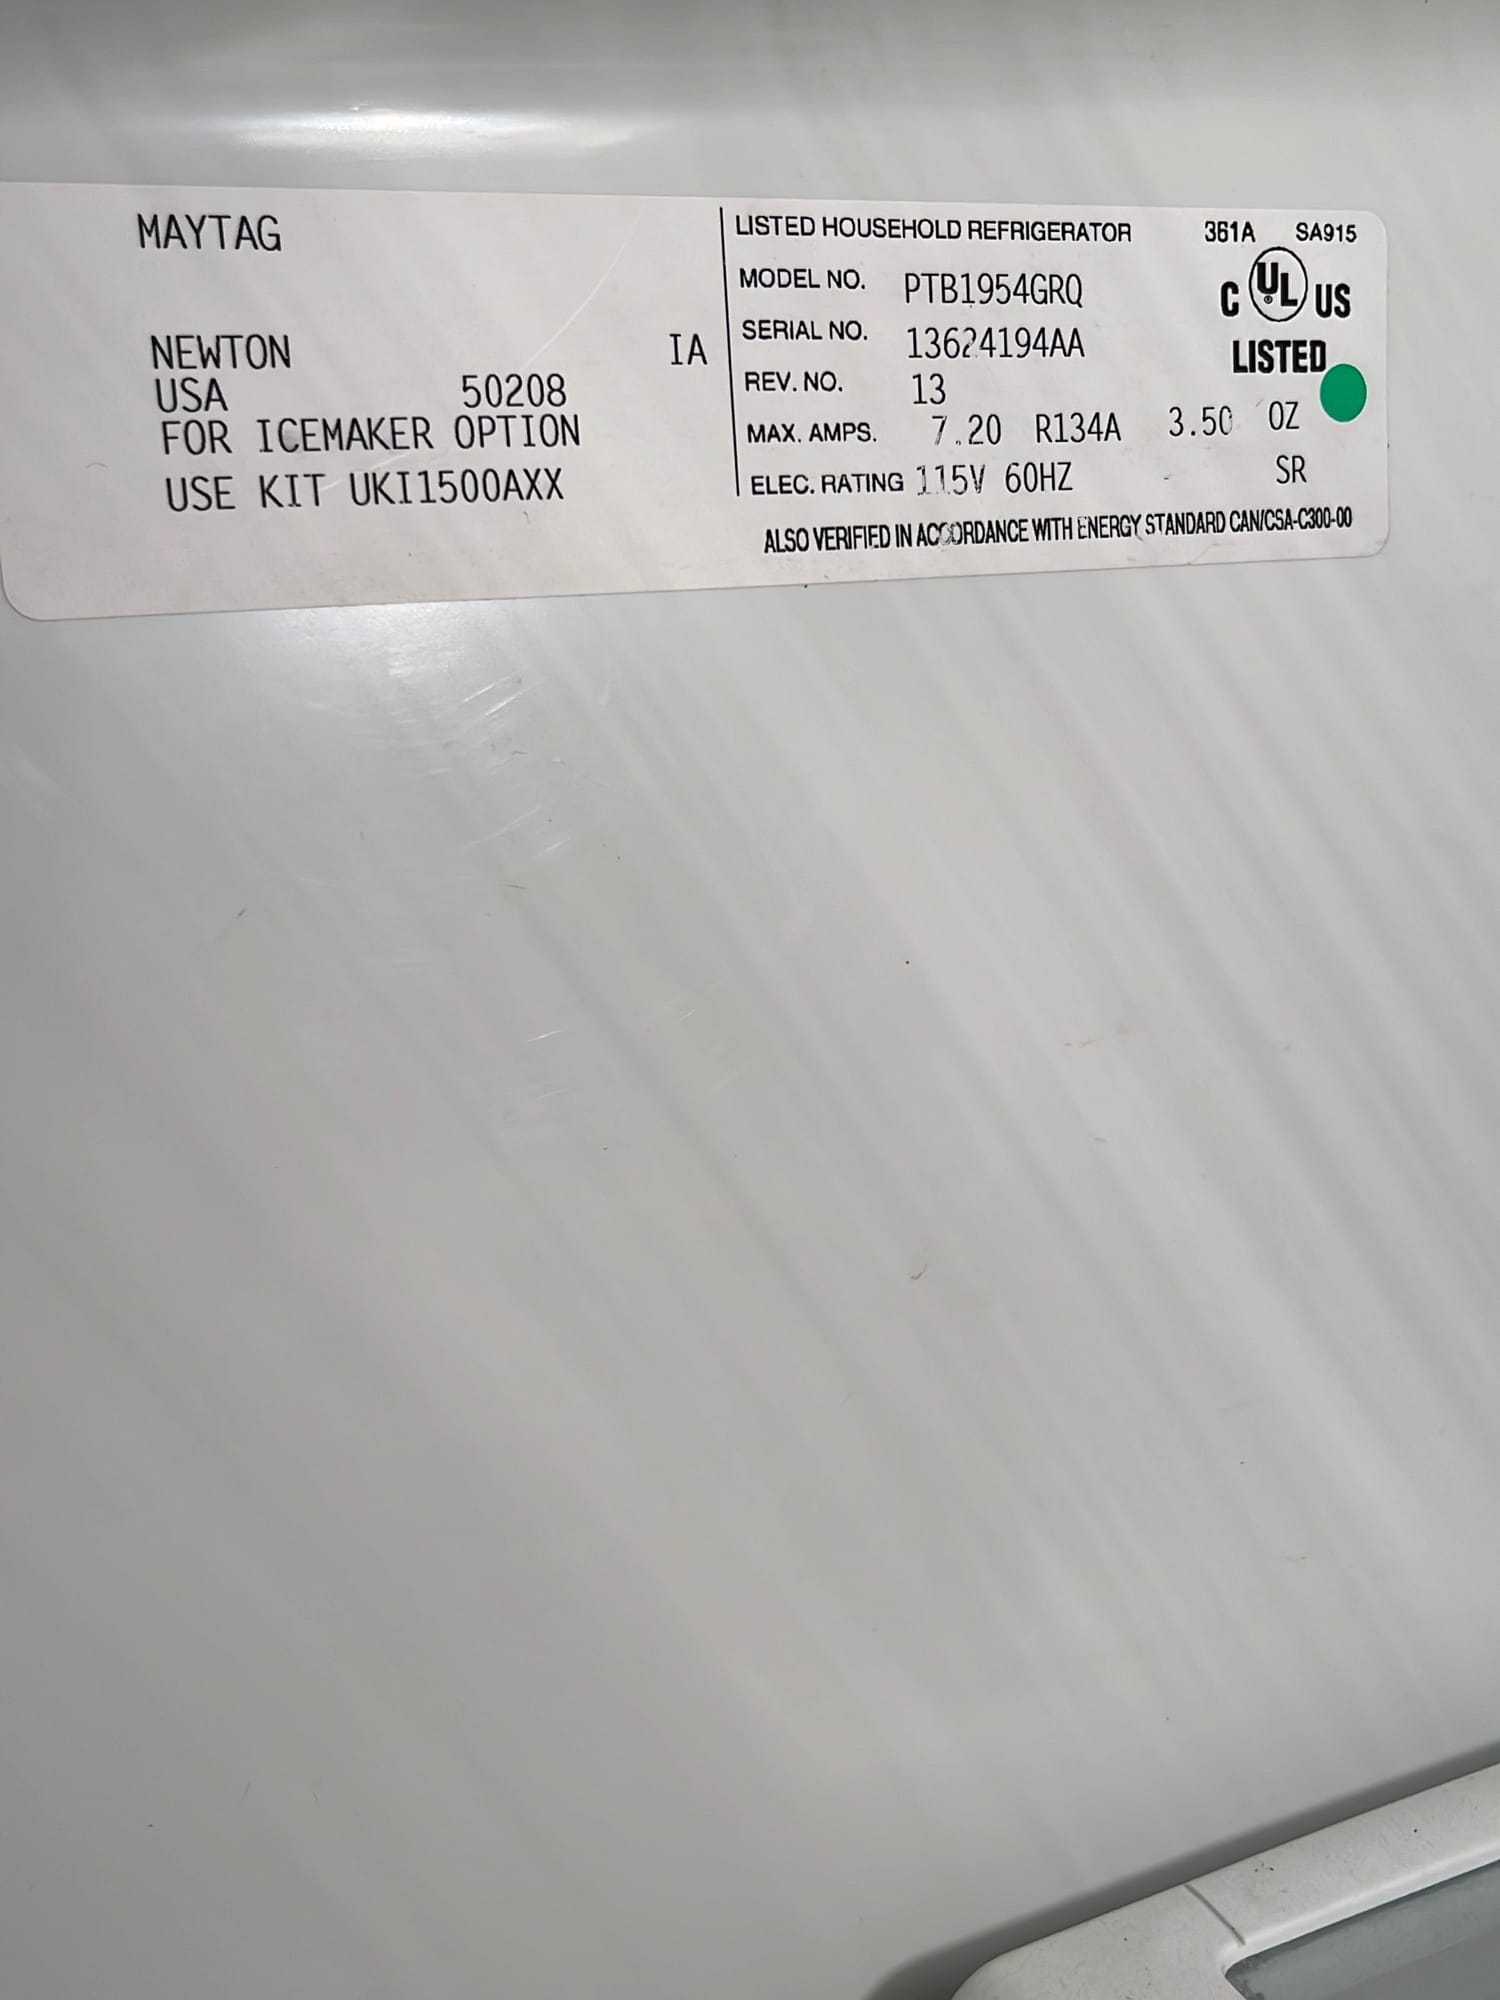 MAYTAG
NEWTON IA
USA 50208
FOR ICEMAKER OPTION
USE KIT UKI1500AXX
LISTED HOUSEHOLD REFRIGERATOR 361A SA915
MODEL NO. PTB1954GRQ
SERIAL NO. 13624194AA
REV. NO. 13
MAX. AMPS. 7.20 R134A 3.50 OZ
ELEC. RATING 115V 60HZ - SR
C UL US
LISTED
ALSO VERIFIED IN ACCORDANCE WITH ENERGY STANDARD CAN/CSA-C300-00